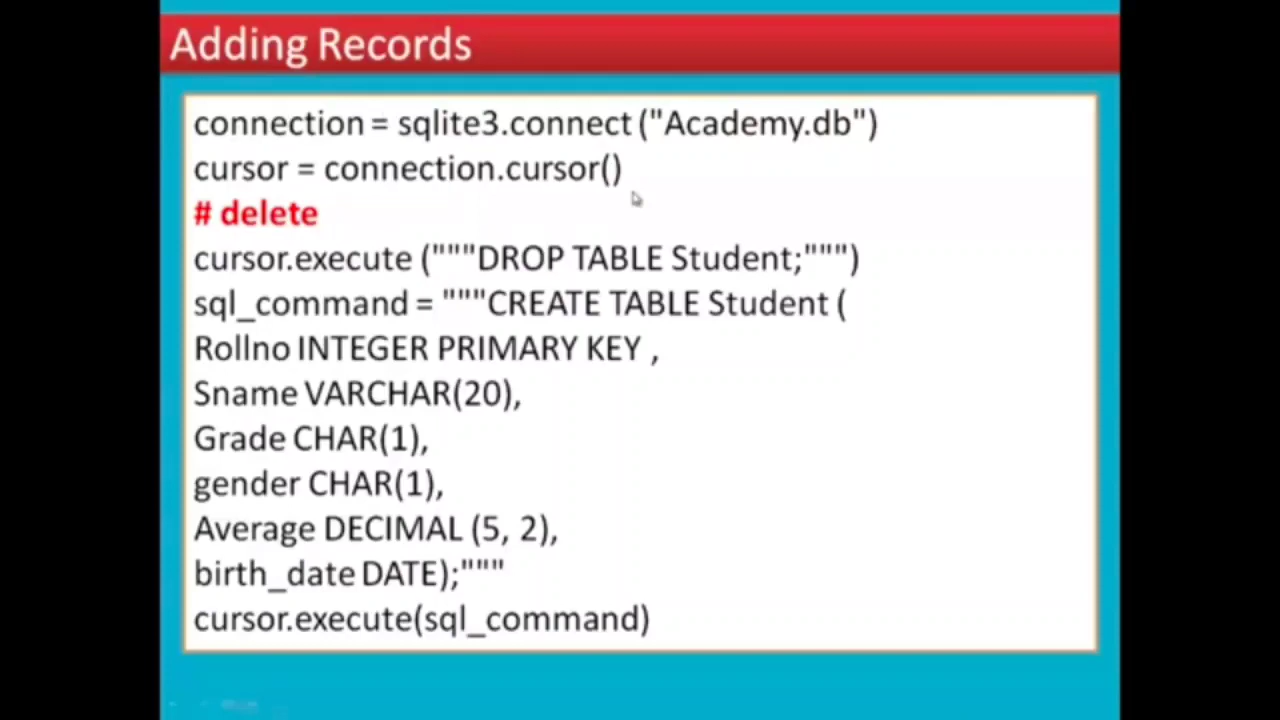 Adding Records
connection = sqlite3.connect ("Academy.db")
cursor = connection.cursor()
# delete
cursor.execute ("""DROP TABLE Student;""")
sql_command = """CREATE TABLE Student (
Rollno INTEGER PRIMARY KEY ,
Sname VARCHAR(20),
Grade CHAR(1),
gender CHAR(1),
Average DECIMAL (5, 2),
birth_date DATE);"""
cursor.execute(sql_command)